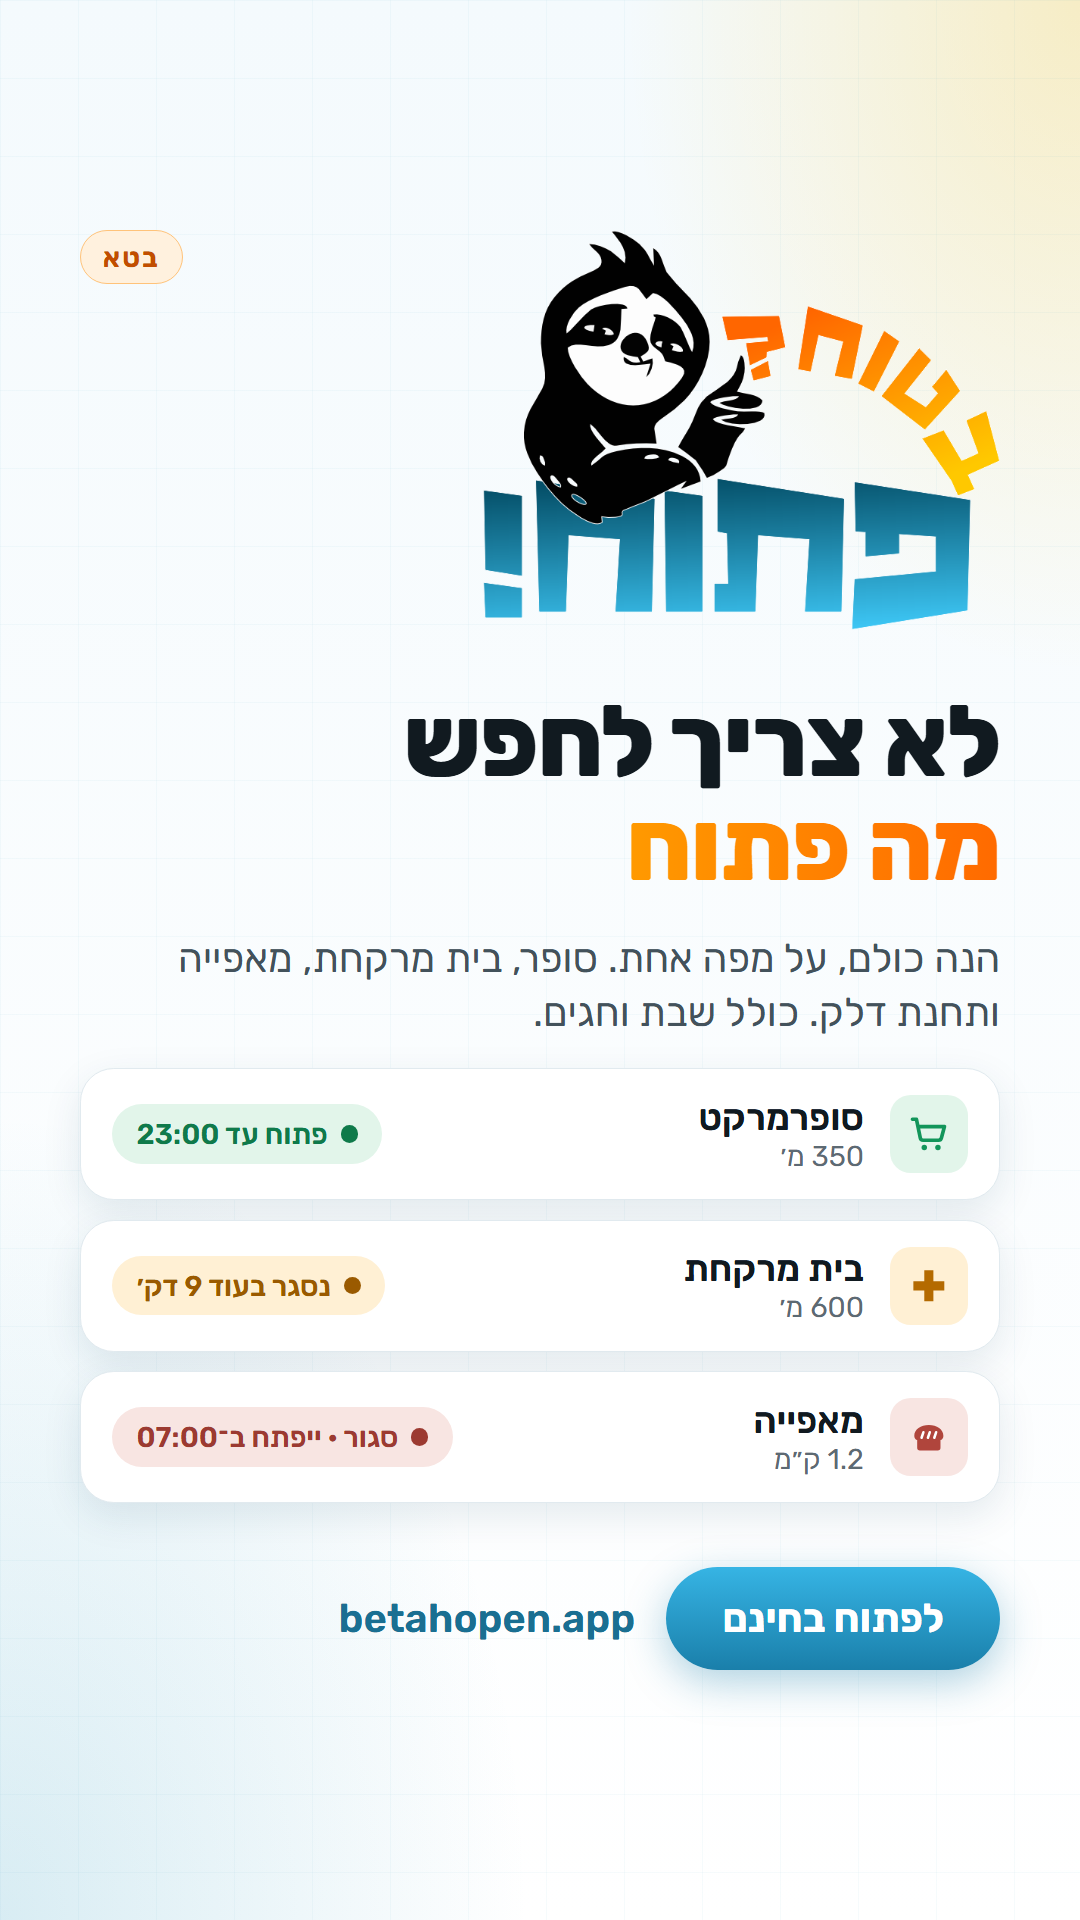 בטא
בטוח?
פתוח!
לא צריך לחפש
מה פתוח
הנה כולם, על מפה אחת. סופר, בית מרקחת, מאפייה
ותחנת דלק. כולל שבת וחגים.
סופרמרקט
350 מ׳
פתוח עד 23:00
בית מרקחת
600 מ׳
נסגר בעוד 9 דק׳
מאפייה
1.2 ק״מ
סגור • ייפתח ב־07:00
לפתוח בחינם
betahopen.app